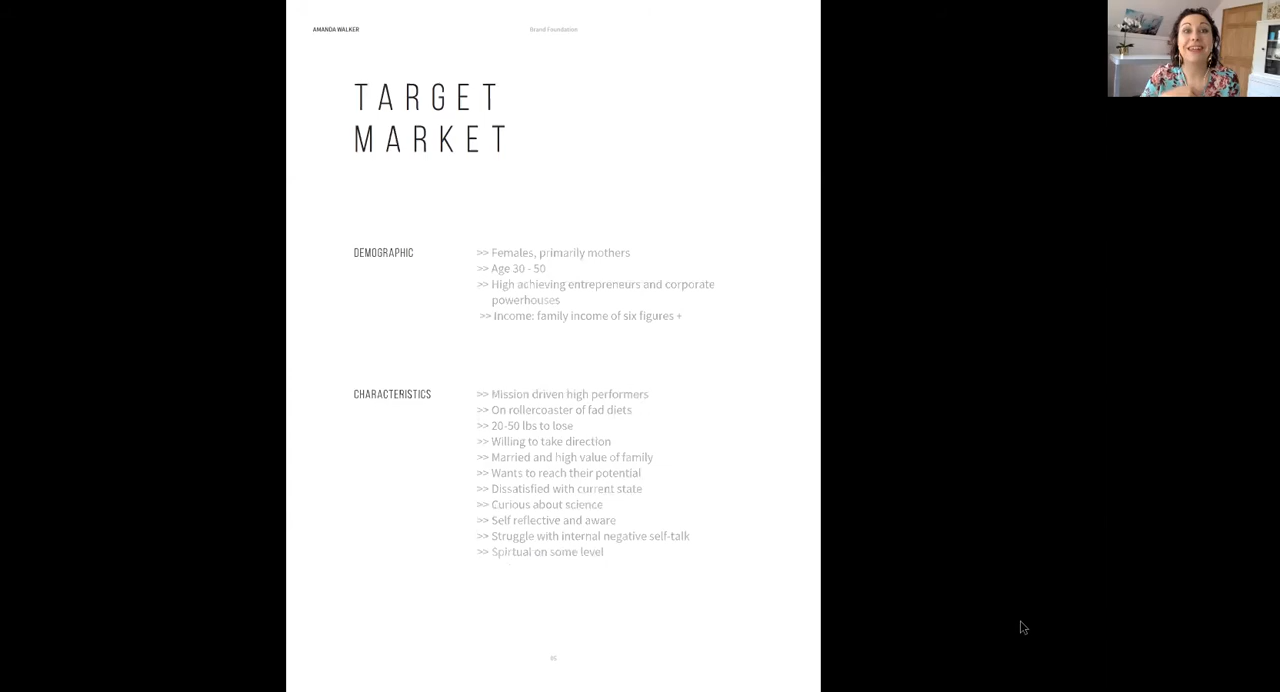 AMANDA WALKER
Brand Foundation
TARGET
MARKET
DEMOGRAPHIC
>> Females, primarily mothers
>> Age 30 - 50
>> High achieving entrepreneurs and corporate
powerhouses
>> Income: family income of six figures +
CHARACTERISTICS
>> Mission driven high performers
>> On rollercoaster of fad diets
>> 20-50 lbs to lose
>> Willing to take direction
>> Married and high value of family
>> Wants to reach their potential
>> Dissatisfied with current state
>> Curious about science
>> Self reflective and aware
>> Struggle with internal negative self-talk
>> Spirtual on some level